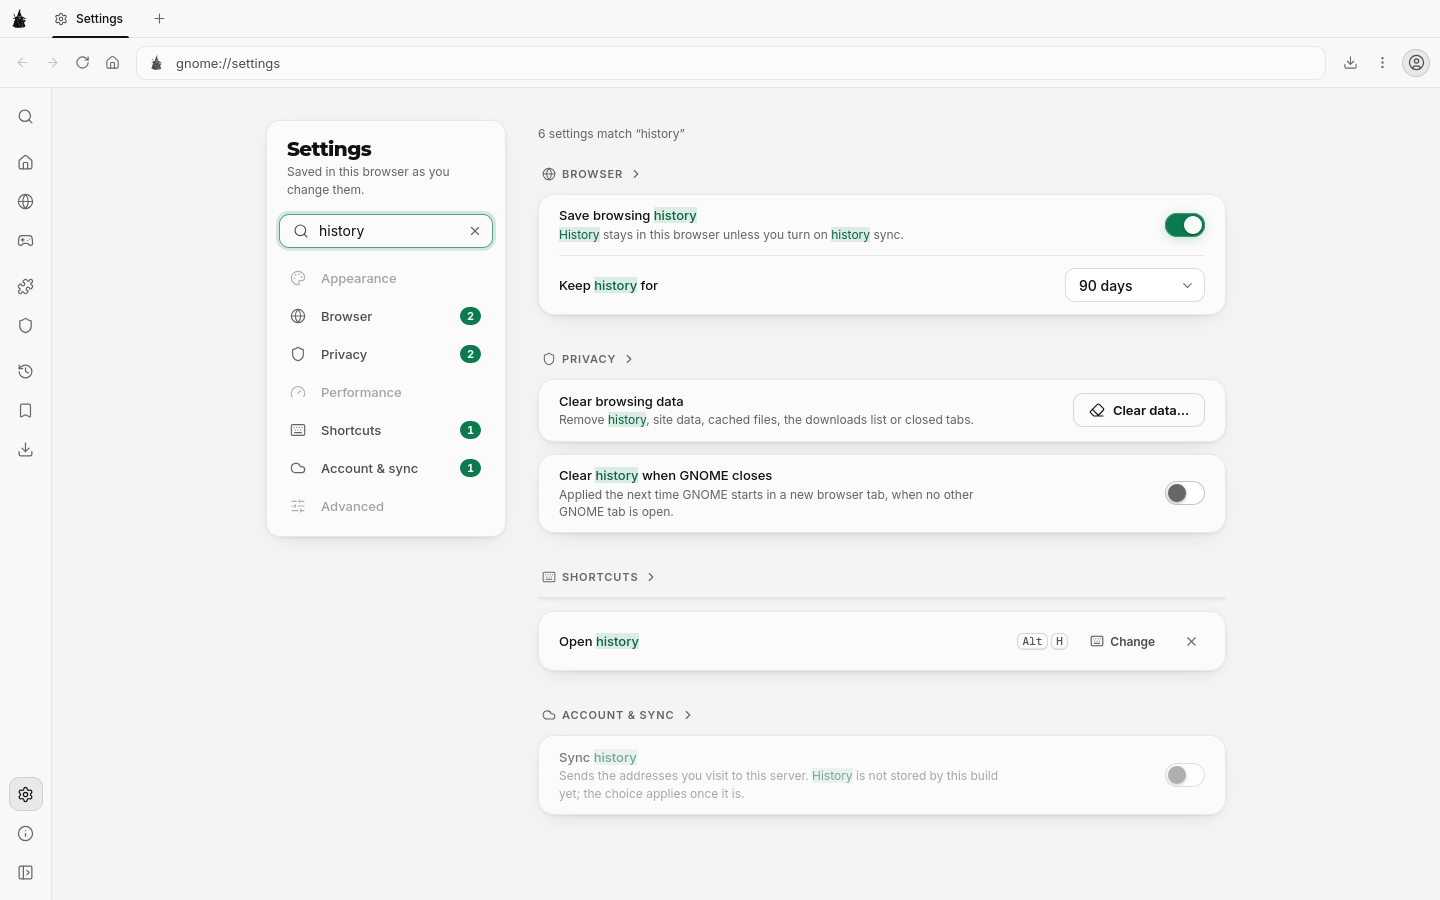 Settings
gnome://settings
Settings
Saved in this browser as you
change them.
history
Appearance
Browser 2
Privacy 2
Performance
Shortcuts 1
Account & sync 1
Advanced
6 settings match “history”
BROWSER
Save browsing history
History stays in this browser unless you turn on history sync.
Keep history for
90 days
PRIVACY
Clear browsing data
Remove history, site data, cached files, the downloads list or closed tabs.
Clear data...
Clear history when GNOME closes
Applied the next time GNOME starts in a new browser tab, when no other
GNOME tab is open.
SHORTCUTS
Open history
Alt H
Change
ACCOUNT & SYNC
Sync history
Sends the addresses you visit to this server. History is not stored by this build
yet; the choice applies once it is.